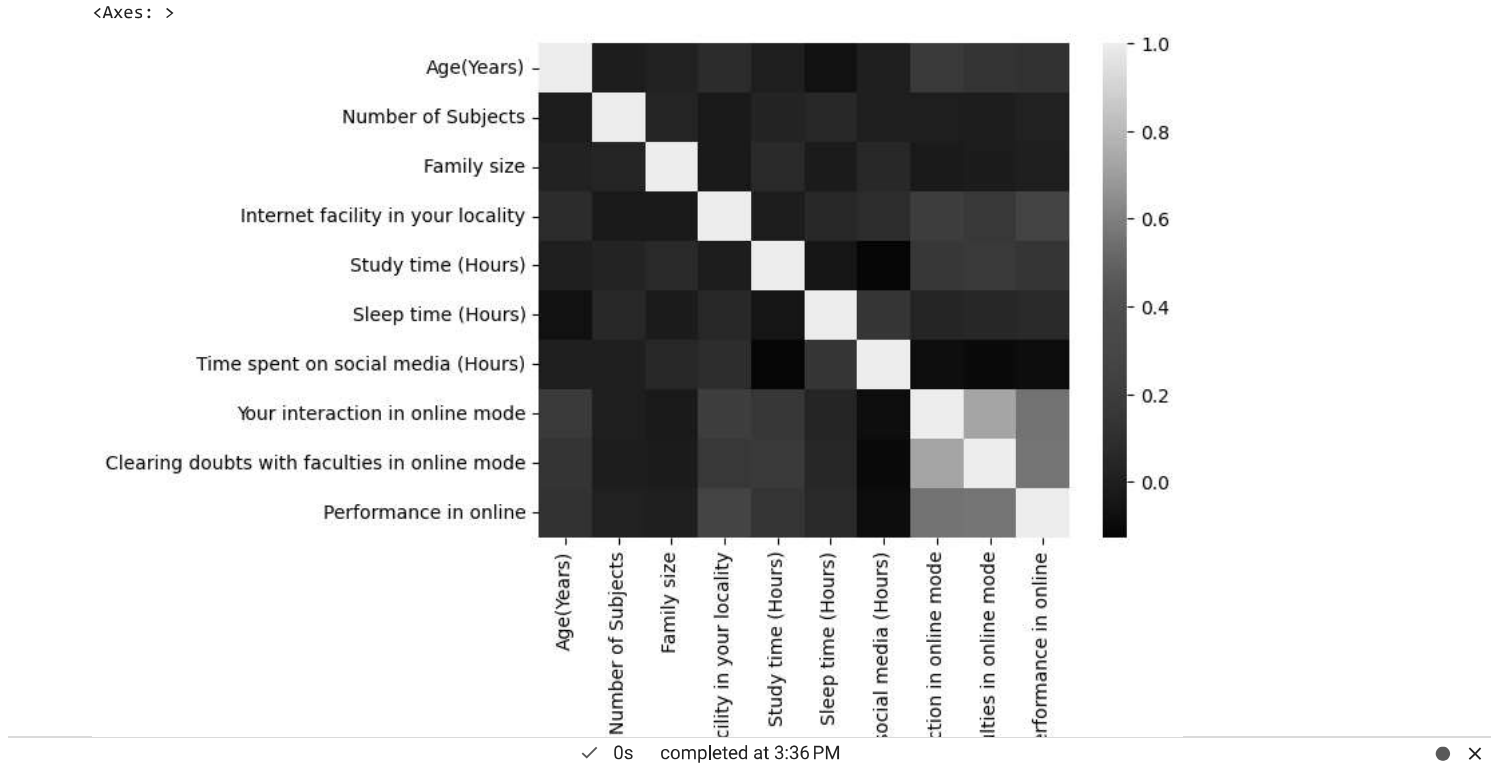 <Axes: >
1.0
Age(Years)
Number of Subjects
0.8
Family size
Internet facility in your locality
0.6
Study time (Hours)
Sleep time (Hours)
0.4
Time spent on social media (Hours)
0.2
Your interaction in online mode
Clearing doubts with faculties in online mode
0.0
Performance in online
Age(Years)
Number of Subjects
Family size
cility in your locality
Study time (Hours)
Sleep time (Hours)
social media (Hours)
ction in online mode
ulties in online mode
erformance in online
0s completed at 3:36 PM